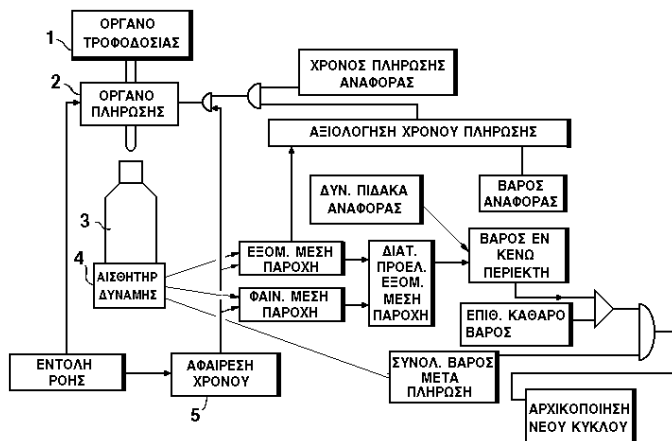 1
ΟΡΓΑΝΟ
ΤΡΟΦΟΔΟΣΙΑΣ
2
ΟΡΓΑΝΟ
ΠΛΗΡΩΣΗΣ
ΧΡΟΝΟΣ ΠΛΗΡΩΣΗΣ
ΑΝΑΦΟΡΑΣ
ΑΞΙΟΛΟΓΗΣΗ ΧΡΟΝΟΥ ΠΛΗΡΩΣΗΣ
ΒΑΡΟΣ
ΑΝΑΦΟΡΑΣ
ΔΥΝ. ΠΙΔΑΚΑ
ΑΝΑΦΟΡΑΣ
3
4
ΑΙΣΘΗΤΗΡ
ΔΥΝΑΜΗΣ
ΕΞΟΜ. ΜΕΣΗ
ΠΑΡΟΧΗ
ΦΑΙΝ. ΜΕΣΗ
ΠΑΡΟΧΗ
ΔΙΑΤ.
ΠΡΟΕΛ.
ΕΞΟΜ.
ΜΕΣΗ
ΠΑΡΟΧΗ
ΒΑΡΟΣ ΕΝ
ΚΕΝΩ
ΠΕΡΙΕΚΤΗ
ΕΠΙΘ. ΚΑΘΑΡΟ
ΒΑΡΟΣ
ΕΝΤΟΛΗ
ΡΟΗΣ
ΑΦΑΙΡΕΣΗ
ΧΡΟΝΟΥ
5
ΣΥΝΟΛ. ΒΑΡΟΣ
ΜΕΤΑ
ΠΛΗΡΩΣΗ
ΑΡΧΙΚΟΠΟΙΗΣΗ
ΝΕΟΥ ΚΥΚΛΟΥ